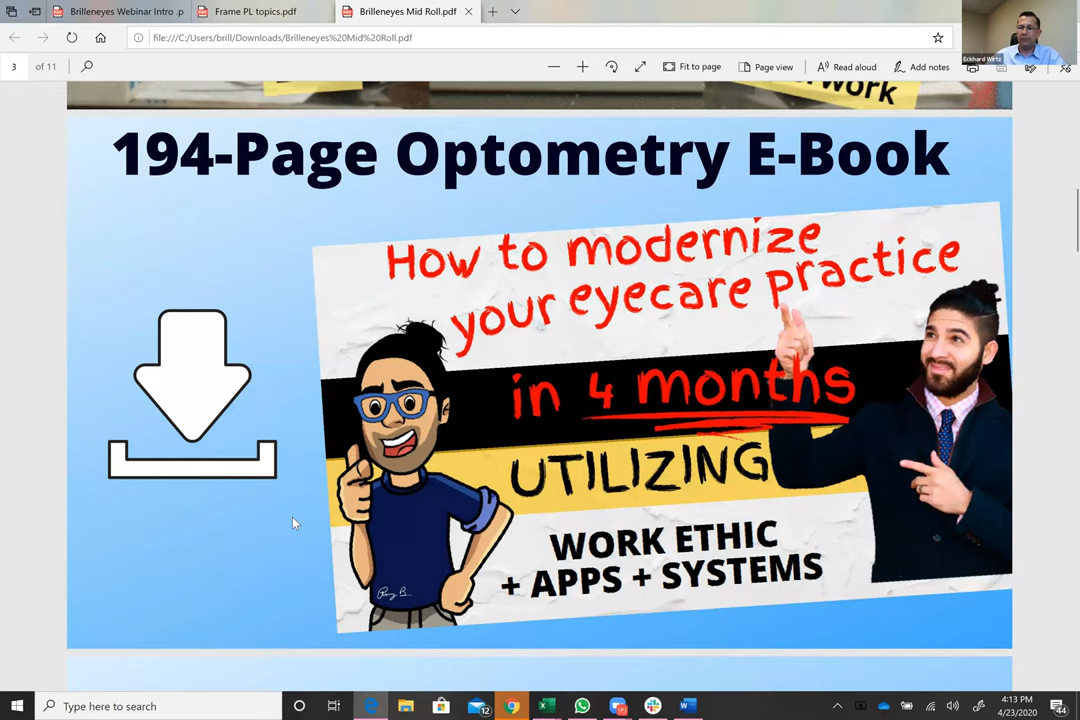 Brilleneyes Webinar Intro .p
Frame PL topics.pdf
Brilleneyes Mid Roll.pdf
file:///C:/Users/brill/Downloads/Brilleneyes%20Mid%20Roll.pdf
3 of 11
Fit to page
Page view
Read aloud
Add notes
Eckhard Wirtz
work
194-Page Optometry E-Book
How to modernize
your eyecare practice
in 4 months
UTILIZING
WORK ETHIC
+ APPS + SYSTEMS
Type here to search
12
99
4:13 PM
4/23/2020
44